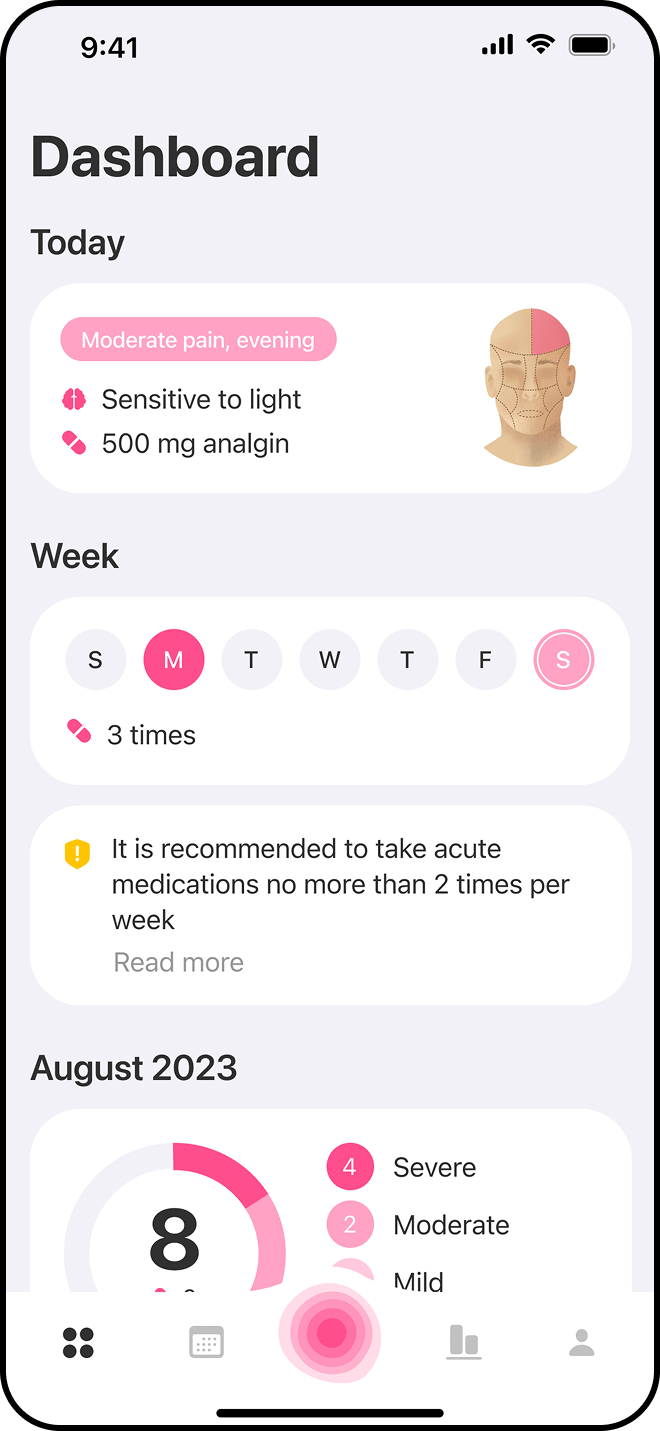 9:41
Dashboard
Today
Moderate pain, evening
Sensitive to light
500 mg analgin
Week
S M T W T F S
3 times
It is recommended to take acute
medications no more than 2 times per
week
Read more
August 2023
8
4 Severe
2 Moderate
Mild